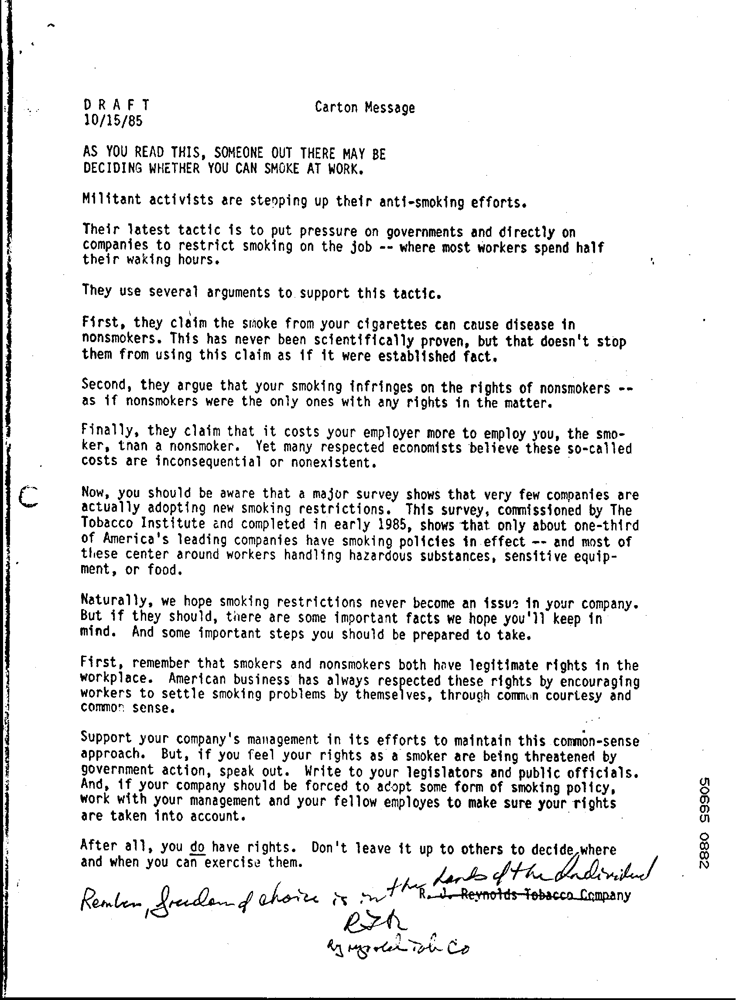 D R A F T
Carton Message
10/15/85
AS YOU READ THIS, SOMEONE OUT THERE MAY BE
DECIDING WHETHER YOU CAN SMOKE AT WORK.
Militant activists are stepping up their anti-smoking efforts.
Their latest tactic is to put pressure on governments and directly on
companies to restrict smoking on the job -- where most workers spend half
their waking hours.
They use several arguments to support this tactic.
First, they claim the smoke from your cigarettes can cause disease in
nonsmokers. This has never been scientifically proven, but that doesn't stop
them from using this claim as if it were established fact.
Second, they argue that your smoking infringes on the rights of nonsmokers --
as if nonsmokers were the only ones with any rights in the matter.
Finally, they claim that it costs your employer more to employ you, the smo-
ker, than a nonsmoker. Yet many respected economists believe these so-called
costs are inconsequential or nonexistent.
Now, you should be aware that a major survey shows that very few companies are
actually adopting new smoking restrictions. This survey, commissioned by The
Tobacco Institute and completed in early 1985, shows that only about one-third
of America's leading companies have smoking policies in effect -- and most of
these center around workers handling hazardous substances, sensitive equip-
ment, or food.
Naturally, we hope smoking restrictions never become an issue in your company.
But if they should, there are some important facts we hope you'll keep in
mind. And some important steps you should be prepared to take.
First, remember that smokers and nonsmokers both have legitimate rights in the
workplace. American business has always respected these rights by encouraging
workers to settle smoking problems by themselves, through common courtesy and
common sense.
Support your company's management in its efforts to maintain this common-sense
approach. But, if you feel your rights as a smoker are being threatened by
government action, speak out. Write to your legislators and public officials.
And, if your company should be forced to adopt some form of smoking policy,
work with your management and your fellow employes to make sure your rights
are taken into account.
After all, you do have rights. Don't leave it up to others to decide where
and when you can exercise them.
freedom of choice is in the hands of the Individual
R. J. Reynolds Tobacco Company
RJR
Co
50665 0882